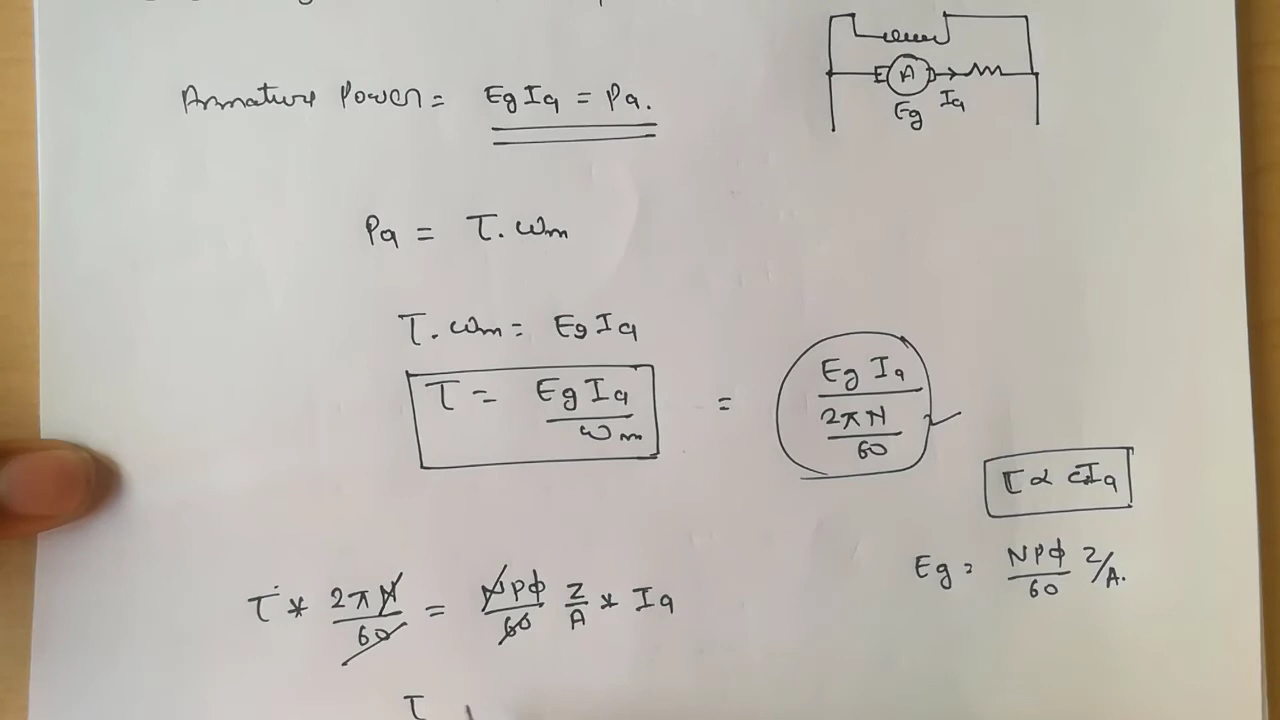 Armature Power = Eg Ia = Pa.
A
Eg Ia
Pa = T. ωm
T. ωm = Eg Ia
T = Eg Ia / ωm = Eg Ia / (2πN / 60)
Eg = NPφ / 60 Z/A.
T * 2πN / 60 = NPφ / 60 Z / A * Ia
T